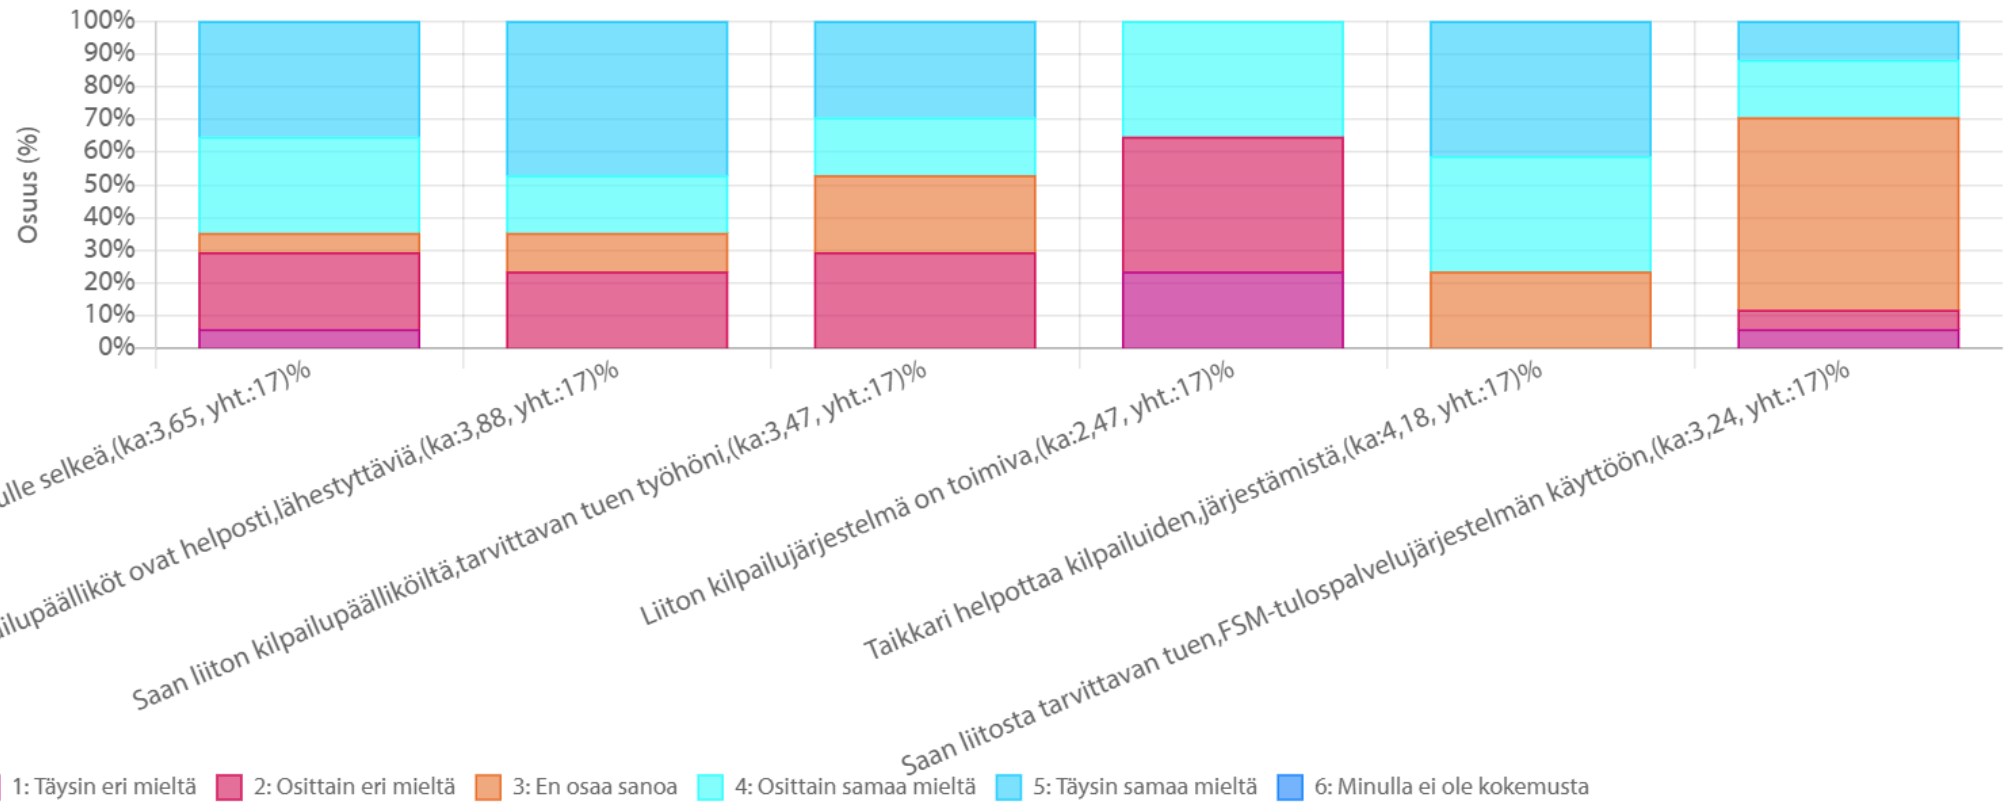 100%
90%
80%
70%
60%
50%
40%
30%
20%
10%
0%
Osuus (%)
selkeä,(ka:3,65, yht.:17)%
ovat helposti,lähestyttäviä,(ka:3,88, yht.:17)%
Saan liiton kilpailupäälliköiltä,tarvittavan tuen työhöni,(ka:3,47, yht.:17)%
Liiton kilpailujärjestelmä on toimiva,(ka:2,47, yht.:17)%
Taikkari helpottaa kilpailuiden,järjestämistä,(ka:4,18, yht.:17)%
Saan liitosta tarvittavan tuen,FSM-tulospalvelujärjestelmän käyttöön,(ka:3,24, yht.:17)%
1: Täysin eri mieltä 2: Osittain eri mieltä 3: En osaa sanoa 4: Osittain samaa mieltä 5: Täysin samaa mieltä 6: Minulla ei ole kokemusta